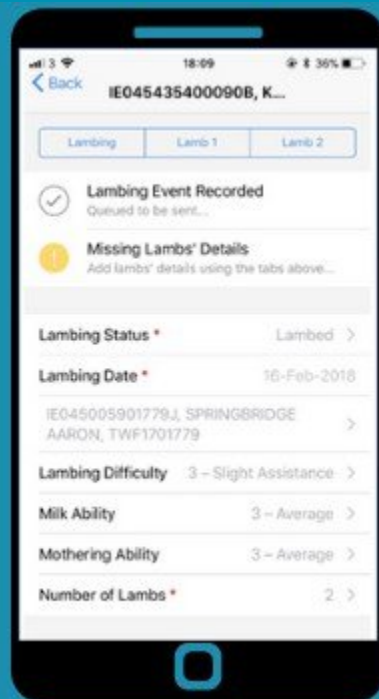 3 18:09 36%
Back
IE045435400090B, K...
Lambing Lamb 1 Lamb 2
Lambing Event Recorded
Queued to be sent...
Missing Lambs' Details
Add lambs' details using the tabs above...
Lambing Status * Lambed
Lambing Date * 16-Feb-2018
IE045005901779J, SPRINGBRIDGE
AARON, TWF1701779
Lambing Difficulty 3 – Slight Assistance
Milk Ability 3 – Average
Mothering Ability 3 – Average
Number of Lambs * 2